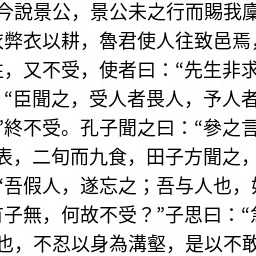 今說景公，景公未之行而賜我廩
衣弊衣以耕，魯君使人往致邑焉，
，又不受，使者曰：“先生非求
“臣聞之，受人者畏人，予人者
”終不受。孔子聞之曰：“參之言
表，二旬而九食，田子方聞之，
“吾假人，遂忘之；吾与人也，如
子無，何故不受？”子思曰：“急
也，不忍以身為溝壑，是以不敢